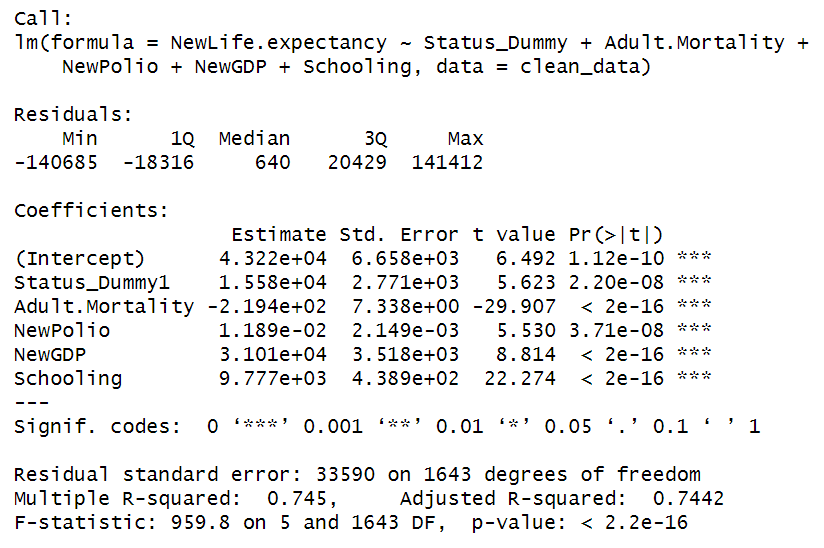 Call:
lm(formula = NewLife.expectancy ~ Status_Dummy + Adult.Mortality +
    NewPolio + NewGDP + Schooling, data = clean_data)

Residuals:
    Min      1Q  Median      3Q     Max
-140685  -18316     640   20429  141412

Coefficients:
                  Estimate Std. Error t value Pr(>|t|)
(Intercept)      4.322e+04  6.658e+03   6.492 1.12e-10 ***
Status_Dummy1    1.558e+04  2.771e+03   5.623 2.20e-08 ***
Adult.Mortality -2.194e+02  7.338e+00 -29.907  < 2e-16 ***
NewPolio         1.189e-02  2.149e-03   5.530 3.71e-08 ***
NewGDP           3.101e+04  3.518e+03   8.814  < 2e-16 ***
Schooling        9.777e+03  4.389e+02  22.274  < 2e-16 ***
---
Signif. codes:  0 ‘***’ 0.001 ‘**’ 0.01 ‘*’ 0.05 ‘.’ 0.1 ‘ ’ 1

Residual standard error: 33590 on 1643 degrees of freedom
Multiple R-squared:  0.745,	Adjusted R-squared:  0.7442
F-statistic: 959.8 on 5 and 1643 DF,  p-value: < 2.2e-16